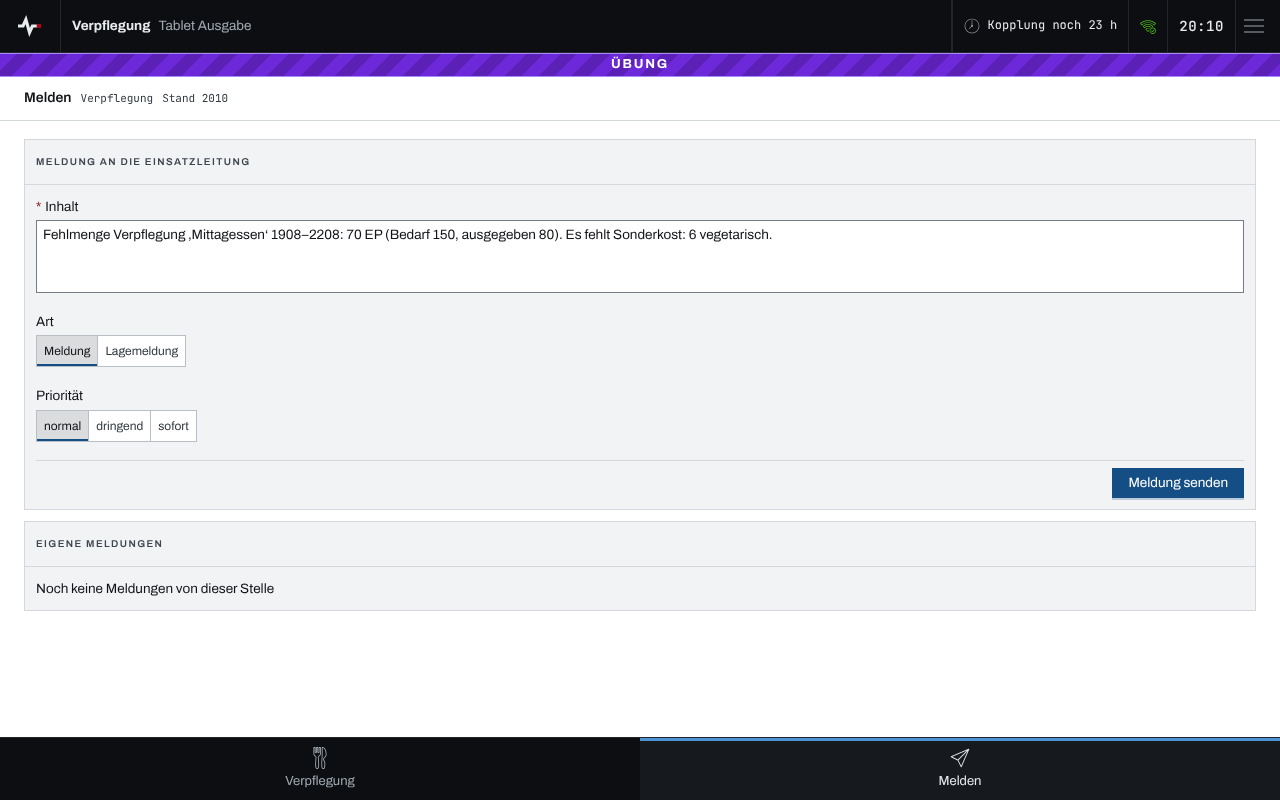 Verpflegung Tablet Ausgabe
Kopplung noch 23 h
20:10
ÜBUNG
Melden Verpflegung Stand 2010
MELDUNG AN DIE EINSATZLEITUNG
* Inhalt
Fehlmenge Verpflegung ‚Mittagessen‘ 1908–2208: 70 EP (Bedarf 150, ausgegeben 80). Es fehlt Sonderkost: 6 vegetarisch.
Art
Meldung Lagemeldung
Priorität
normal dringend sofort
Meldung senden
EIGENE MELDUNGEN
Noch keine Meldungen von dieser Stelle
Verpflegung Melden